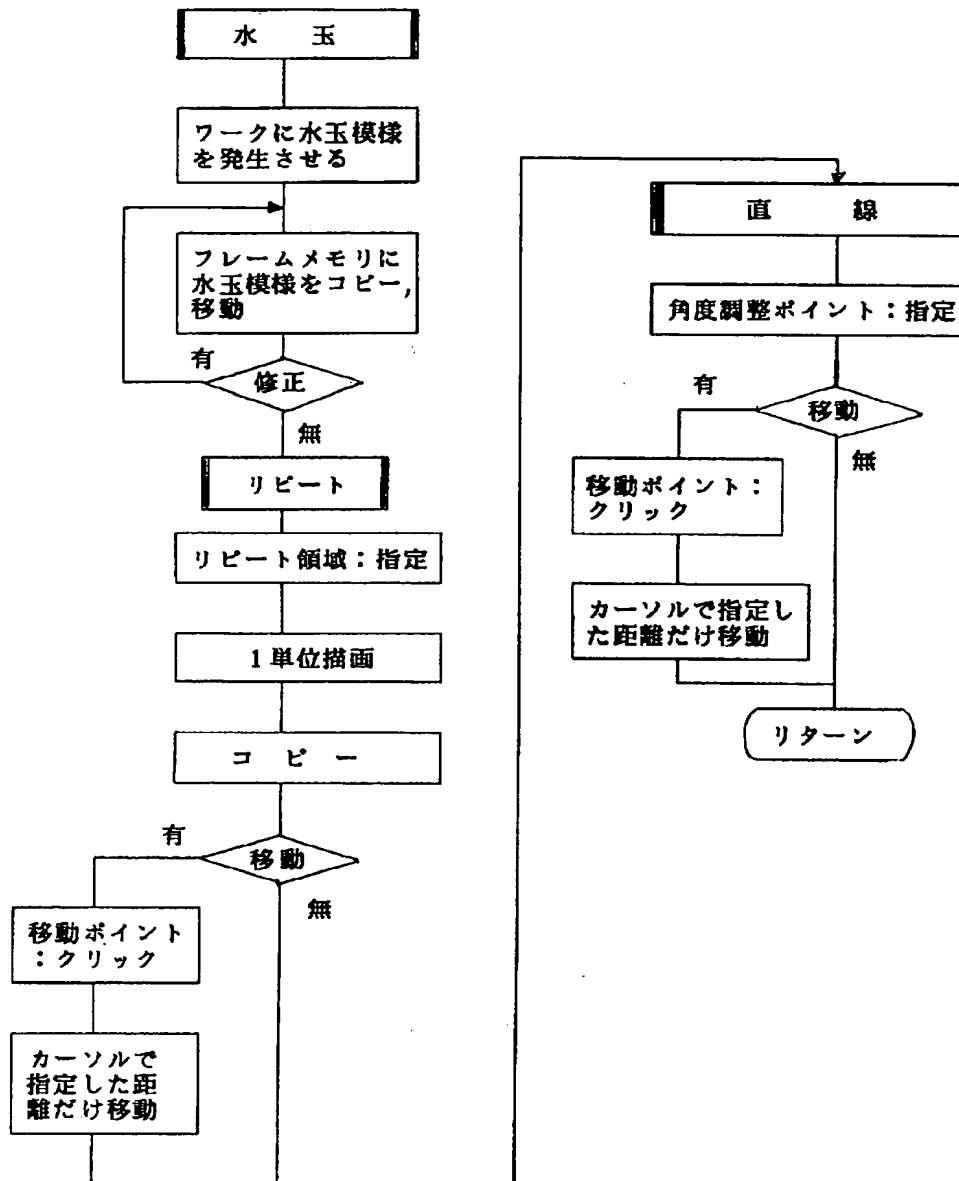 水 玉
ワークに水玉模様
を発生させる
フレームメモリに
水玉模様をコピー,
移動
有
修正
無
リピート
リピート領域：指定
1単位描画
コ ピ ー
有
移動
無
移動ポイント
：クリック
カーソルで
指定した距
離だけ移動
直 線
角度調整ポイント：指定
有
移動
無
移動ポイント：
クリック
カーソルで指定し
た距離だけ移動
リターン